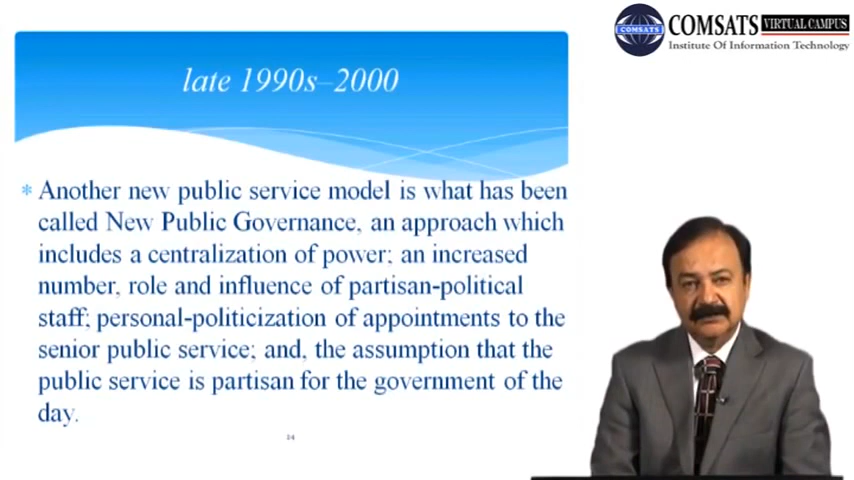 COMSATS VIRTUAL CAMPUS
COMSATS
Institute Of Information Technology
late 1990s–2000
* Another new public service model is what has been
called New Public Governance, an approach which
includes a centralization of power; an increased
number, role and influence of partisan-political
staff; personal-politicization of appointments to the
senior public service; and, the assumption that the
public service is partisan for the government of the
day.